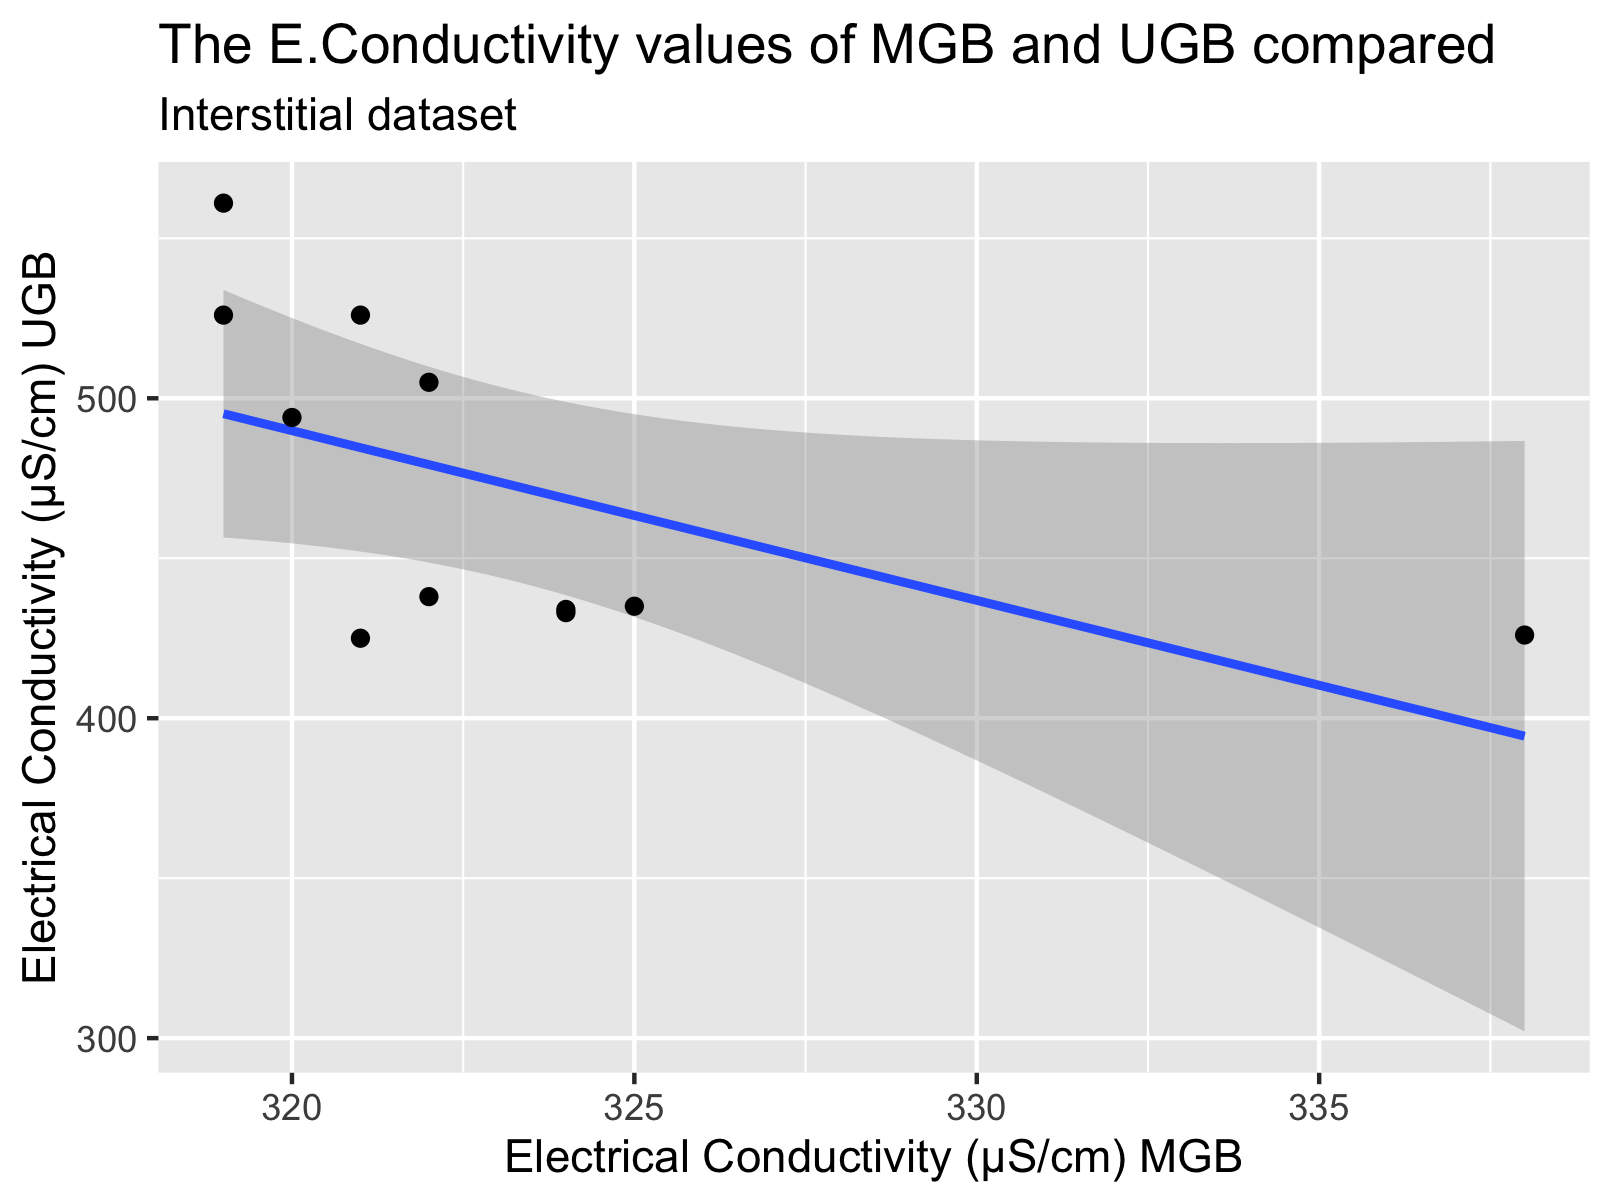 The E.Conductivity values of MGB and UGB compared
Interstitial dataset
Electrical Conductivity (µS/cm) UGB
500
400
300
320
325
330
335
Electrical Conductivity (µS/cm) MGB